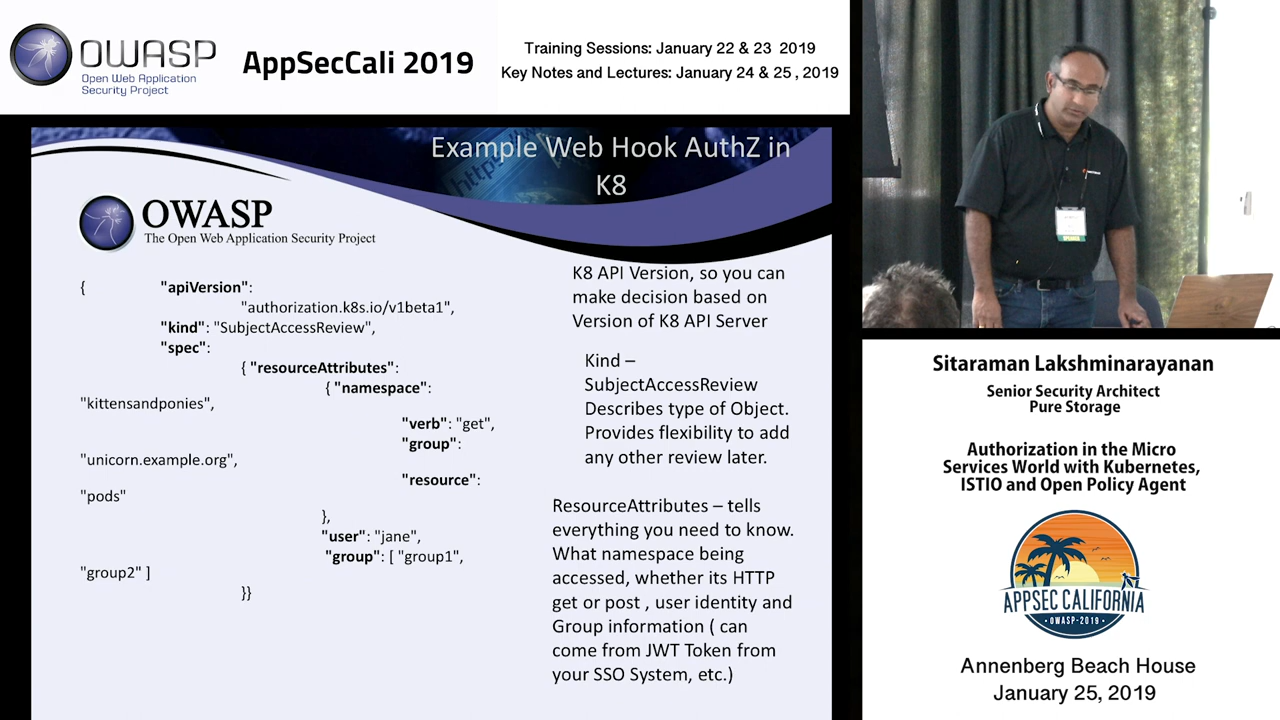 OWASP
Open Web Application
Security Project
AppSecCali 2019
Training Sessions: January 22 & 23 2019
Key Notes and Lectures: January 24 & 25 , 2019
Example Web Hook AuthZ in
K8
http:
OWASP
The Open Web Application Security Project
{ "apiVersion":
"authorization.k8s.io/v1beta1",
"kind": "SubjectAccessReview",
"spec":
{ "resourceAttributes":
{ "namespace":
"kittensandponies",
"verb": "get",
"group":
"unicorn.example.org",
"resource":
"pods"
},
"user": "jane",
"group": [ "group1",
"group2" ]
}}
K8 API Version, so you can
make decision based on
Version of K8 API Server
Kind –
SubjectAccessReview
Describes type of Object.
Provides flexibility to add
any other review later.
ResourceAttributes – tells
everything you need to know.
What namespace being
accessed, whether its HTTP
get or post , user identity and
Group information ( can
come from JWT Token from
your SSO System, etc.)
Sitaraman Lakshminarayanan
Senior Security Architect
Pure Storage
Authorization in the Micro
Services World with Kubernetes,
ISTIO and Open Policy Agent
APPSEC CALIFORNIA
• OWASP-2019 •
Annenberg Beach House
January 25, 2019